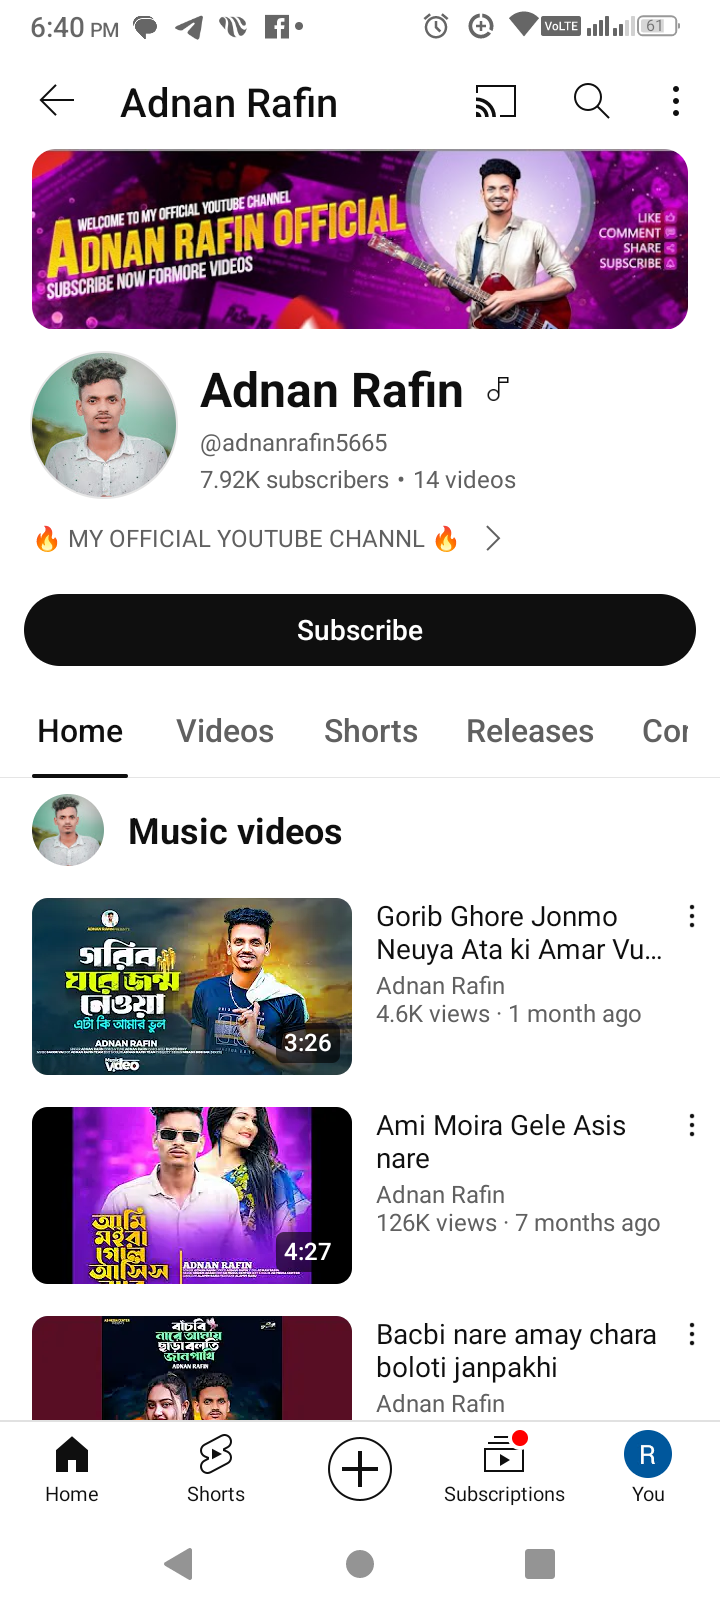 6:40 PM
VoLTE
61
Adnan Rafin
WELCOME TO MY OFFICIAL YOUTUBE CHANNEL
ADNAN RAFIN OFFICIAL
SUBSCRIBE NOW FORMORE VIDEOS
LIKE
COMMENT
SHARE
SUBSCRIBE
Adnan Rafin
@adnanrafin5665
7.92K subscribers • 14 videos
🔥 MY OFFICIAL YOUTUBE CHANNL 🔥
Subscribe
Home Videos Shorts Releases Cor
Music videos
গরিব
ঘরে জন্ম
নেওয়া
এটা কি আমার ভুল
ADNAN RAFIN
Music
Video
3:26
Gorib Ghore Jonmo
Neuya Ata ki Amar Vu...
Adnan Rafin
4.6K views · 1 month ago
আমি
মইরা
গেলে
আসিস
নারে
ADNAN RAFIN
4:27
Ami Moira Gele Asis
nare
Adnan Rafin
126K views · 7 months ago
বাঁচবি
নারে আমায়
ছাড়া বলতি
জানপাখি
ADNAN RAFIN
Bacbi nare amay chara
boloti janpakhi
Adnan Rafin
Home
Shorts
Subscriptions
R
You